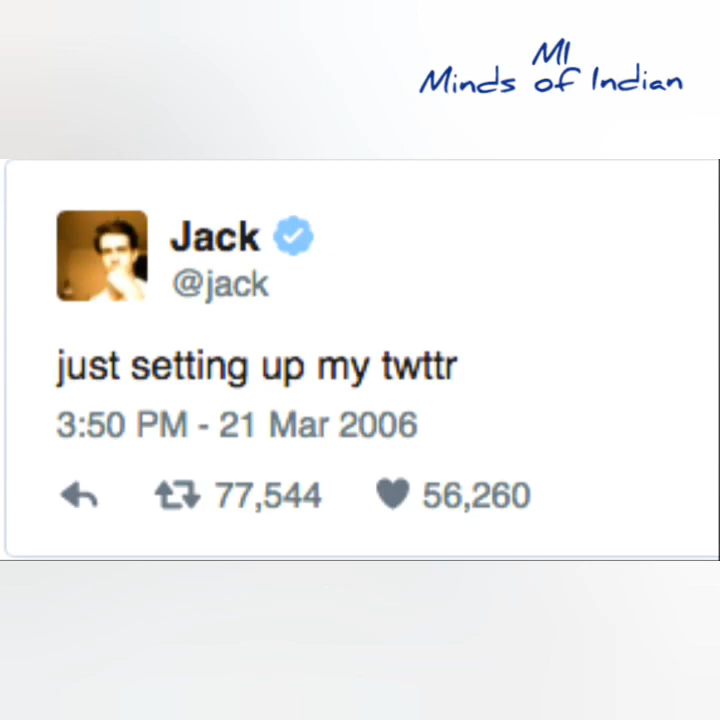 MI
Minds of Indian
Jack
@jack
just setting up my twttr
3:50 PM - 21 Mar 2006
77,544 56,260